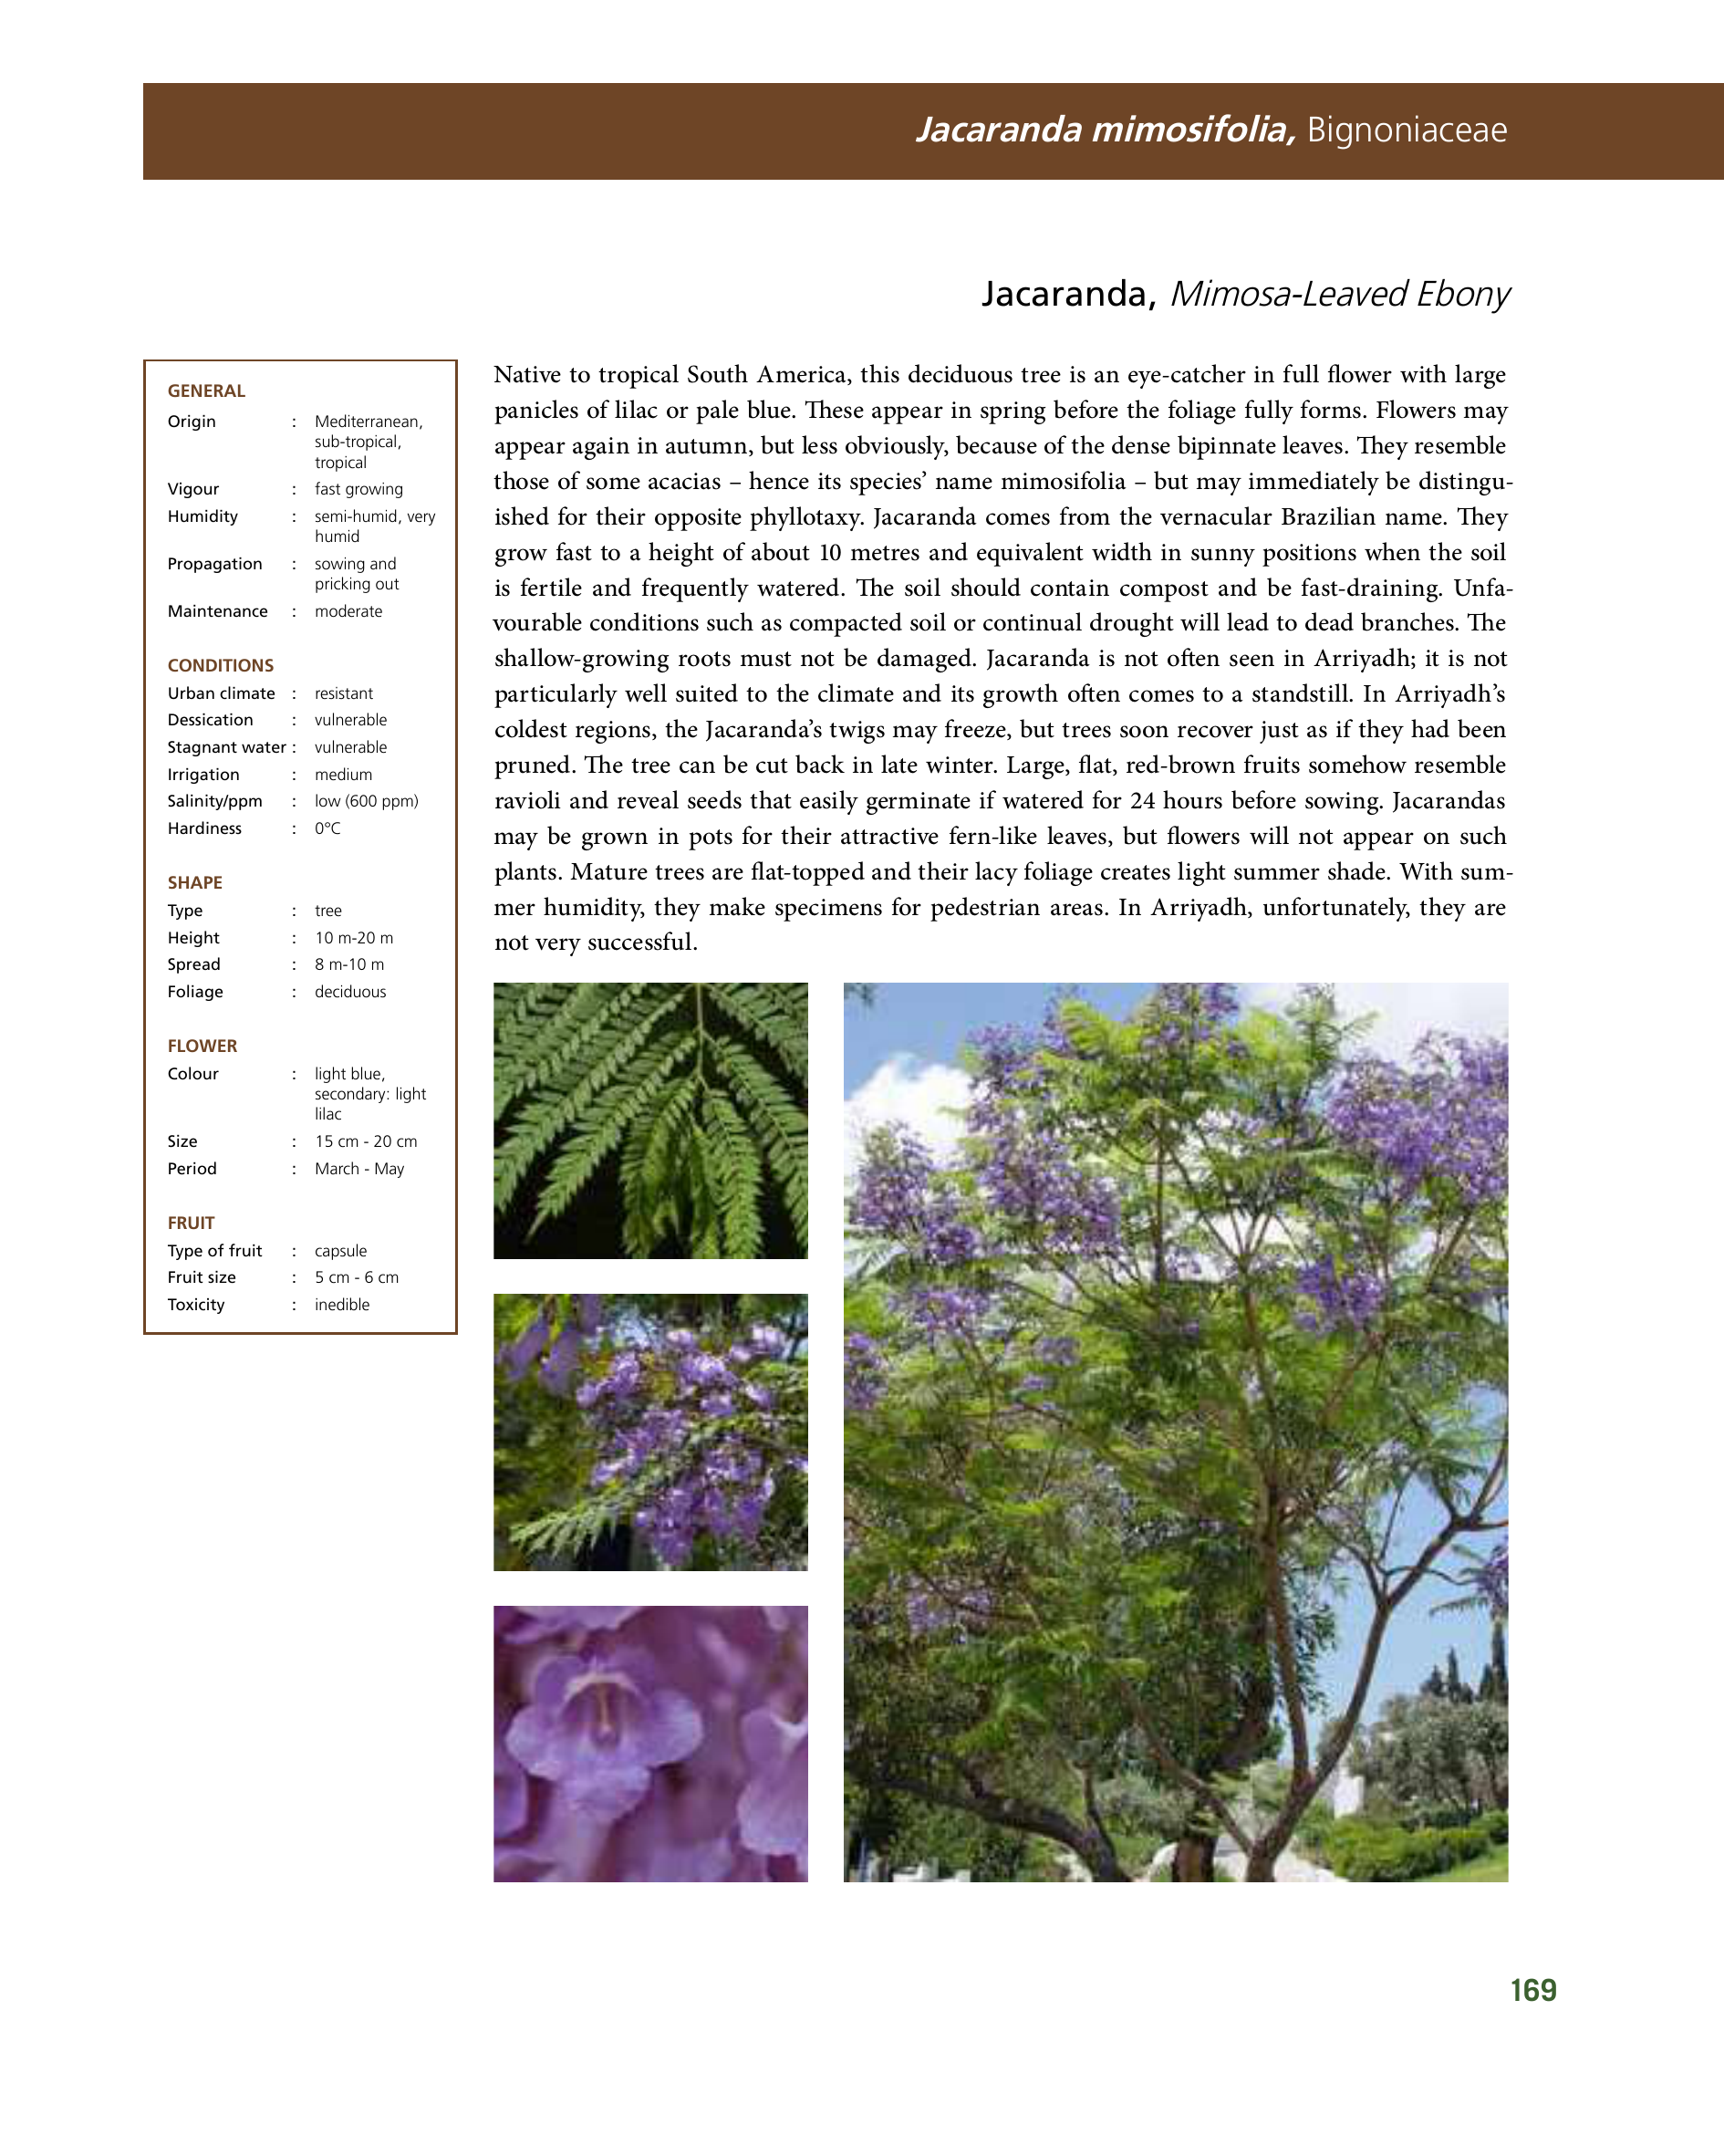 Jacaranda mimosifolia, Bignoniaceae
Jacaranda, Mimosa-Leaved Ebony
GENERAL
Origin : Mediterranean,
sub-tropical,
tropical
Vigour : fast growing
Humidity : semi-humid, very
humid
Propagation : sowing and
pricking out
Maintenance : moderate
CONDITIONS
Urban climate : resistant
Dessication : vulnerable
Stagnant water : vulnerable
Irrigation : medium
Salinity/ppm : low (600 ppm)
Hardiness : 0°C
SHAPE
Type : tree
Height : 10 m-20 m
Spread : 8 m-10 m
Foliage : deciduous
FLOWER
Colour : light blue,
secondary: light
lilac
Size : 15 cm - 20 cm
Period : March - May
FRUIT
Type of fruit : capsule
Fruit size : 5 cm - 6 cm
Toxicity : inedible
Native to tropical South America, this deciduous tree is an eye-catcher in full flower with large
panicles of lilac or pale blue. These appear in spring before the foliage fully forms. Flowers may
appear again in autumn, but less obviously, because of the dense bipinnate leaves. They resemble
those of some acacias – hence its species’ name mimosifolia – but may immediately be distingu-
ished for their opposite phyllotaxy. Jacaranda comes from the vernacular Brazilian name. They
grow fast to a height of about 10 metres and equivalent width in sunny positions when the soil
is fertile and frequently watered. The soil should contain compost and be fast-draining. Unfa-
vourable conditions such as compacted soil or continual drought will lead to dead branches. The
shallow-growing roots must not be damaged. Jacaranda is not often seen in Arriyadh; it is not
particularly well suited to the climate and its growth often comes to a standstill. In Arriyadh’s
coldest regions, the Jacaranda’s twigs may freeze, but trees soon recover just as if they had been
pruned. The tree can be cut back in late winter. Large, flat, red-brown fruits somehow resemble
ravioli and reveal seeds that easily germinate if watered for 24 hours before sowing. Jacarandas
may be grown in pots for their attractive fern-like leaves, but flowers will not appear on such
plants. Mature trees are flat-topped and their lacy foliage creates light summer shade. With sum-
mer humidity, they make specimens for pedestrian areas. In Arriyadh, unfortunately, they are
not very successful.
169